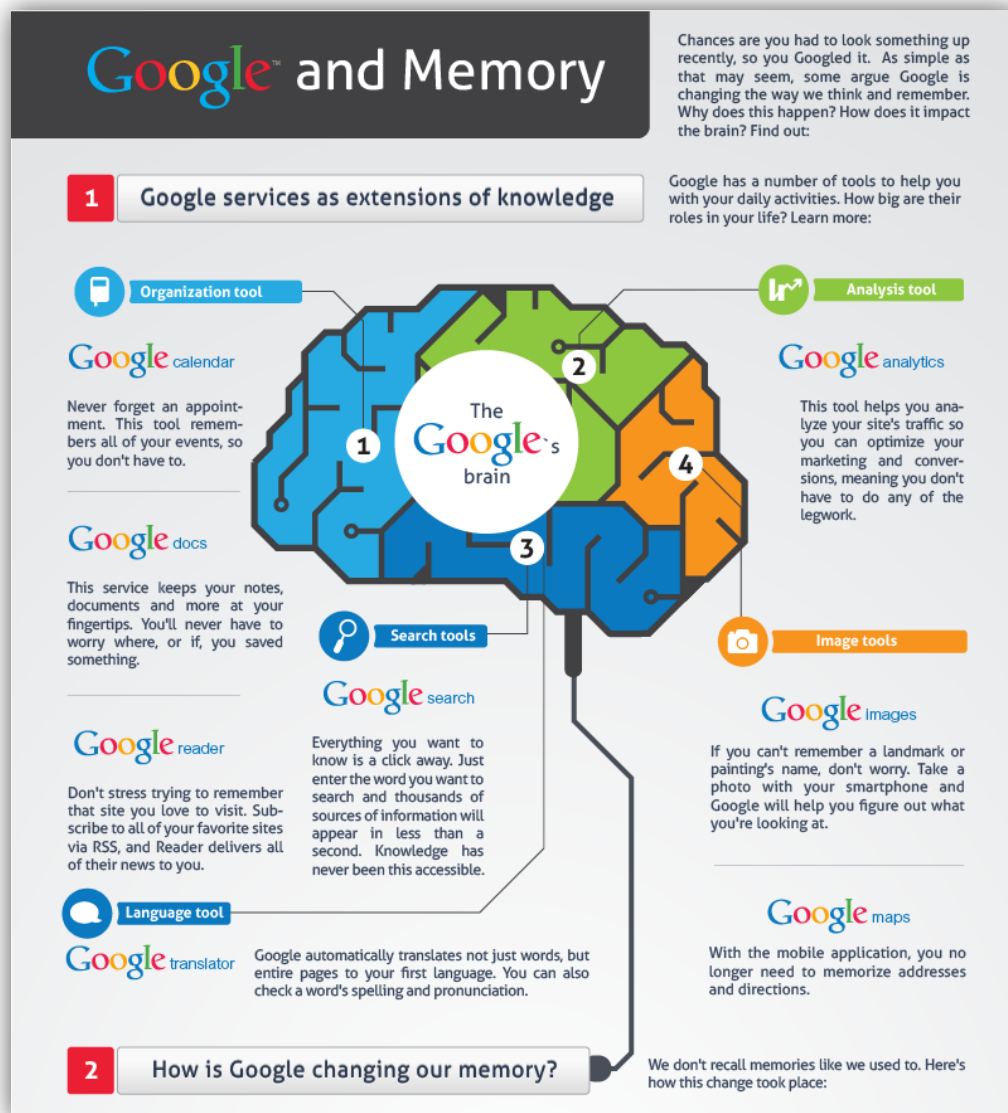 Google™ and Memory
Chances are you had to look something up
recently, so you Googled it. As simple as
that may seem, some argue Google is
changing the way we think and remember.
Why does this happen? How does it impact
the brain? Find out:
1
Google services as extensions of knowledge
Google has a number of tools to help you
with your daily activities. How big are their
roles in your life? Learn more:
Organization tool
Google calendar
Never forget an appoint-
ment. This tool remem-
bers all of your events, so
you don't have to.
Google docs
This service keeps your notes,
documents and more at your
fingertips. You'll never have to
worry where, or if, you saved
something.
Google reader
Don't stress trying to remember
that site you love to visit. Sub-
scribe to all of your favorite sites
via RSS, and Reader delivers all
of their news to you.
The
Google`s
brain
1
2
3
4
Analysis tool
Google analytics
This tool helps you ana-
lyze your site's traffic so
you can optimize your
marketing and conver-
sions, meaning you don't
have to do any of the
legwork.
Search tools
Google search
Everything you want to
know is a click away. Just
enter the word you want to
search and thousands of
sources of information will
appear in less than a
second. Knowledge has
never been this accessible.
Image tools
Google images
If you can't remember a landmark or
painting's name, don't worry. Take a
photo with your smartphone and
Google will help you figure out what
you're looking at.
Google maps
With the mobile application, you no
longer need to memorize addresses
and directions.
Language tool
Google translator
Google automatically translates not just words, but
entire pages to your first language. You can also
check a word's spelling and pronunciation.
2
How is Google changing our memory?
We don't recall memories like we used to. Here's
how this change took place: